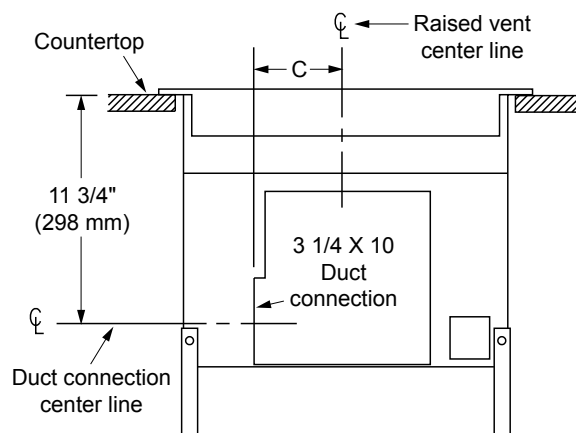 ℄
Raised vent
center line
Countertop
C
11 3/4"
(298 mm)
3 1/4 X 10
Duct
connection
℄
Duct connection
center line